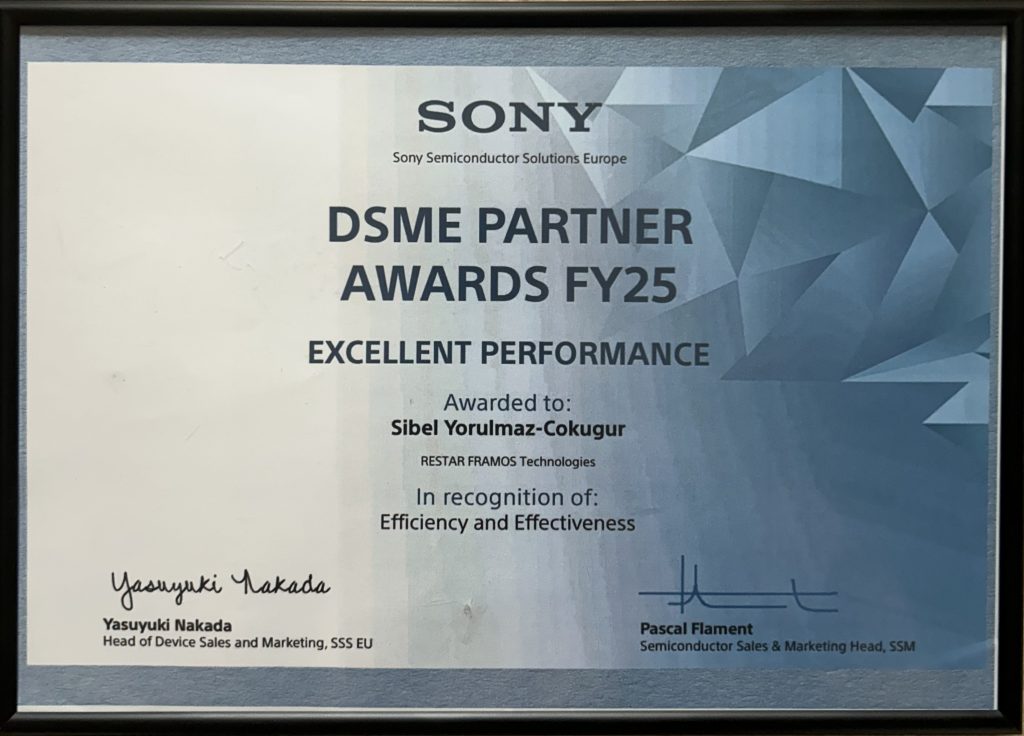 SONY
Sony Semiconductor Solutions Europe
DSME PARTNER
AWARDS FY25
EXCELLENT PERFORMANCE
Awarded to:
Sibel Yorulmaz-Cokugur
RESTAR FRAMOS Technologies
In recognition of:
Efficiency and Effectiveness
Yasuyuki Nakada
Yasuyuki Nakada
Head of Device Sales and Marketing, SSS EU
Pascal Flament
Semiconductor Sales & Marketing Head, SSM